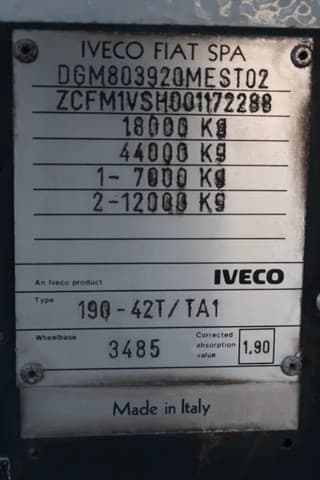 IVECO FIAT SPA
DGM803920MEST02
ZCFM1VSH001172288
18000 Kg
44000 Kg
1- 7000 Kg
2-12000 Kg
An Iveco product IVECO
Type 190-42T/TA1
Wheelbase 3485 Corrected absorption value 1,90
Made in Italy